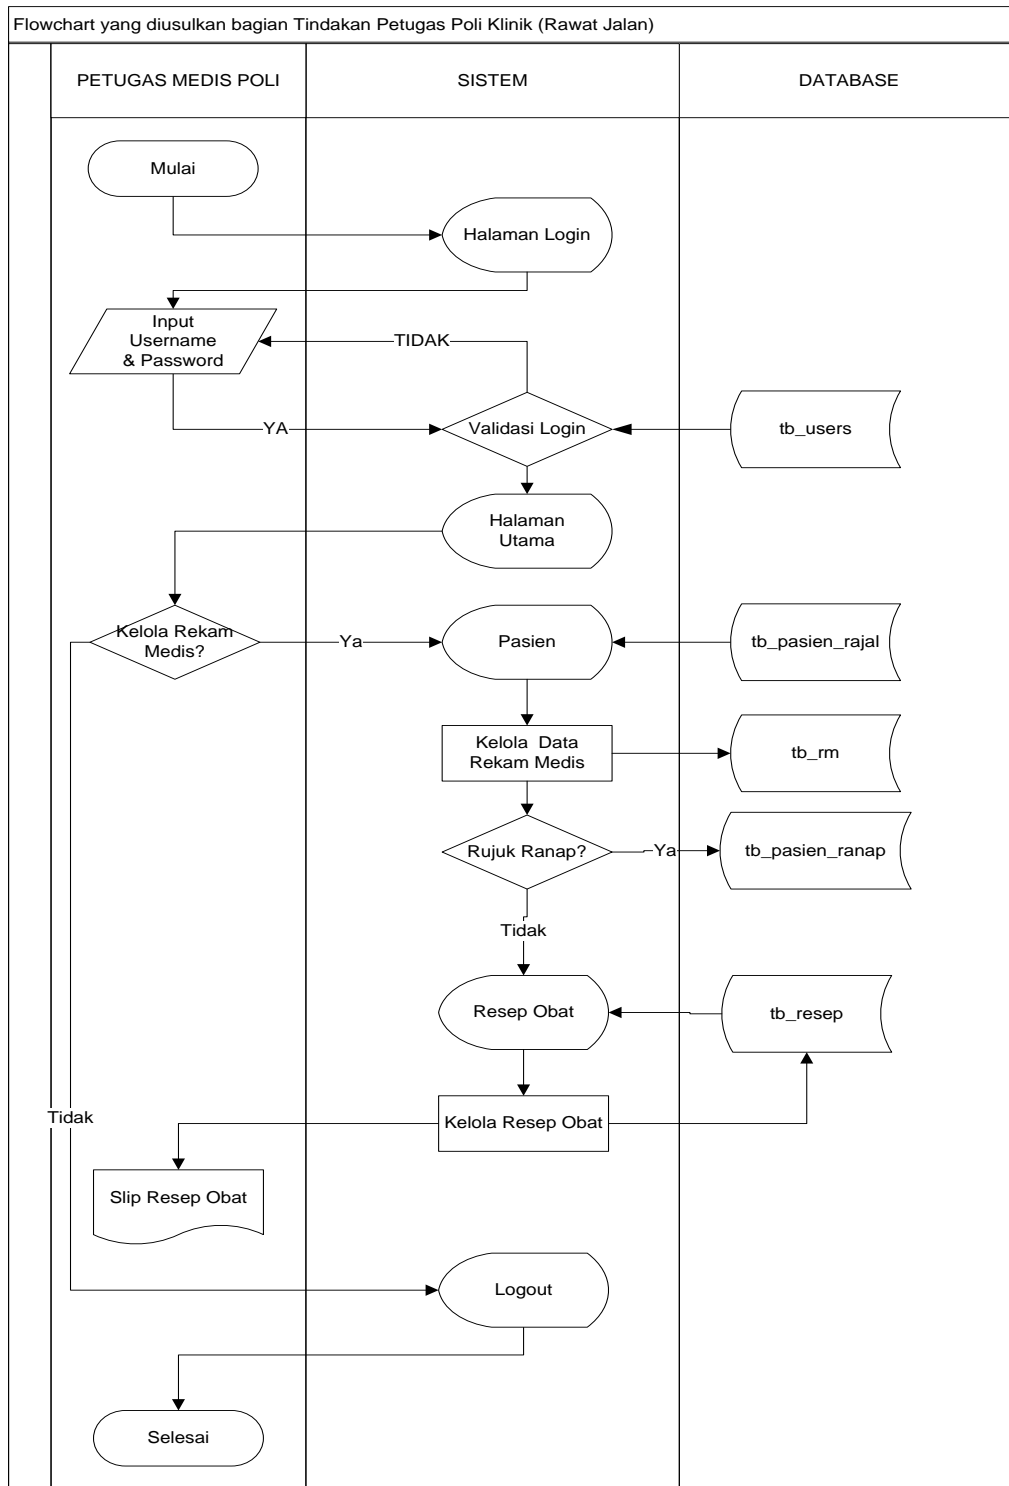 Flowchart yang diusulkan bagian Tindakan Petugas Poli Klinik (Rawat Jalan)
PETUGAS MEDIS POLI
SISTEM
DATABASE
Mulai
Halaman Login
Input
Username
& Password
TIDAK
YA
Validasi Login
tb_users
Halaman
Utama
Kelola Rekam
Medis?
Ya
Pasien
tb_pasien_rajal
Kelola Data
Rekam Medis
tb_rm
Rujuk Ranap?
Ya
tb_pasien_ranap
Tidak
Resep Obat
tb_resep
Tidak
Kelola Resep Obat
Slip Resep Obat
Logout
Selesai